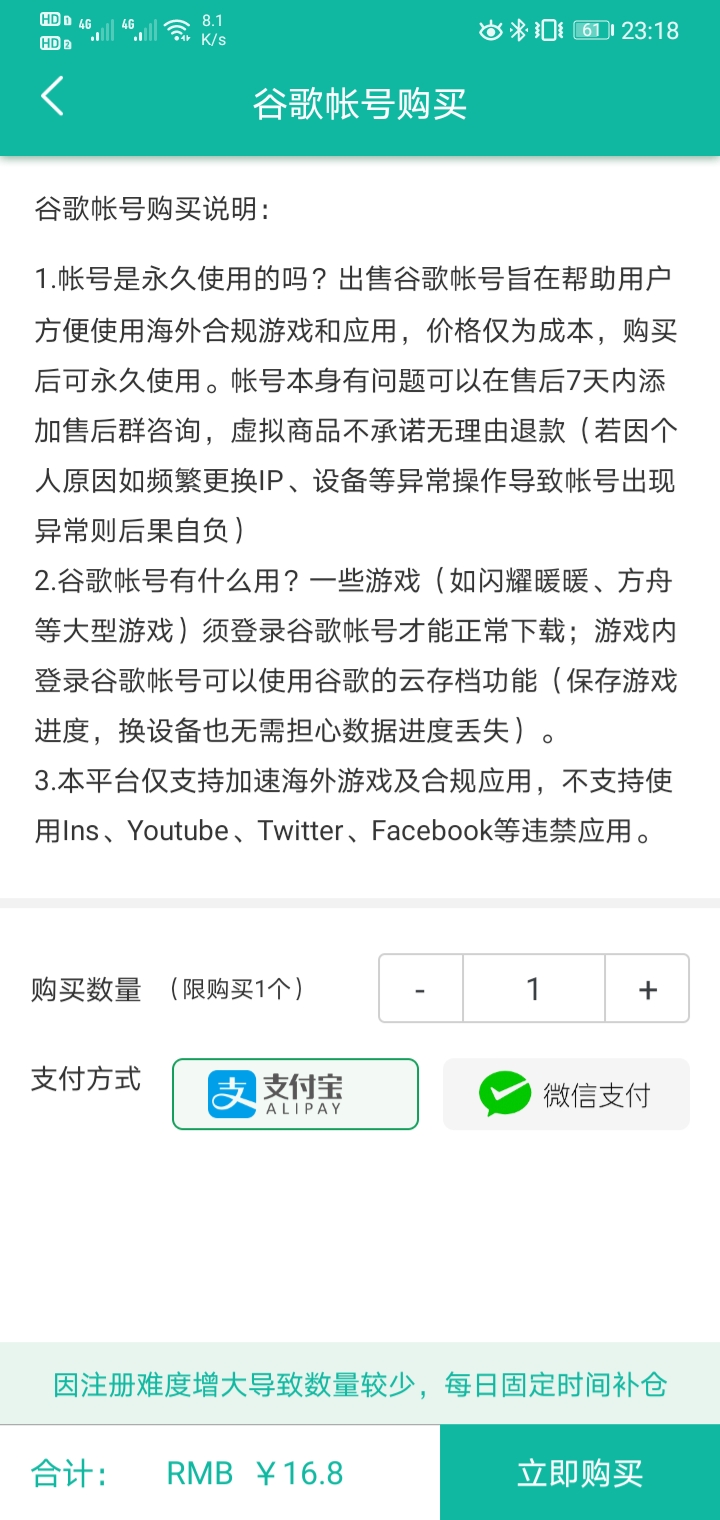 HD 1 4G 4G 8.1 61 23:18
HD 2 K/s
谷歌帐号购买
谷歌帐号购买说明：
1.帐号是永久使用的吗？出售谷歌帐号旨在帮助用户
方便使用海外合规游戏和应用，价格仅为成本，购买
后可永久使用。帐号本身有问题可以在售后7天内添
加售后群咨询，虚拟商品不承诺无理由退款（若因个
人原因如频繁更换IP、设备等异常操作导致帐号出现
异常则后果自负）
2.谷歌帐号有什么用？一些游戏（如闪耀暖暖、方舟
等大型游戏）须登录谷歌帐号才能正常下载；游戏内
登录谷歌帐号可以使用谷歌的云存档功能（保存游戏
进度，换设备也无需担心数据进度丢失）。
3.本平台仅支持加速海外游戏及合规应用，不支持使
用Ins、Youtube、Twitter、Facebook等违禁应用。
购买数量 （限购买1个） - 1 +
支付方式 支 支付宝 ALIPAY 微信支付
因注册难度增大导致数量较少，每日固定时间补仓
合计： RMB ￥16.8 立即购买